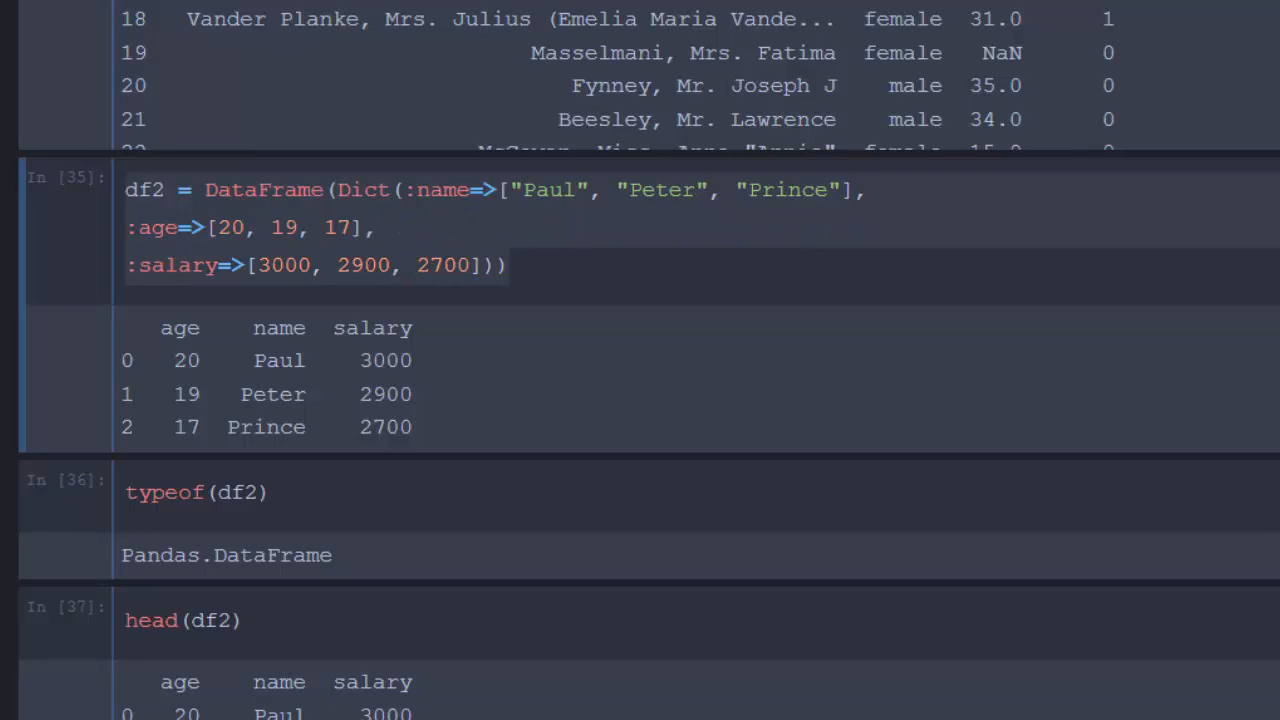 18 Vander Planke, Mrs. Julius (Emelia Maria Vande... female 31.0 1
19 Masselmani, Mrs. Fatima female NaN 0
20 Fynney, Mr. Joseph J male 35.0 0
21 Beesley, Mr. Lawrence male 34.0 0
In [35]: df2 = DataFrame(Dict(:name=>["Paul", "Peter", "Prince"],
:age=>[20, 19, 17],
:salary=>[3000, 2900, 2700]))
age name salary
0 20 Paul 3000
1 19 Peter 2900
2 17 Prince 2700
In [36]: typeof(df2)
Pandas.DataFrame
In [37]: head(df2)
age name salary
0 20 Paul 3000